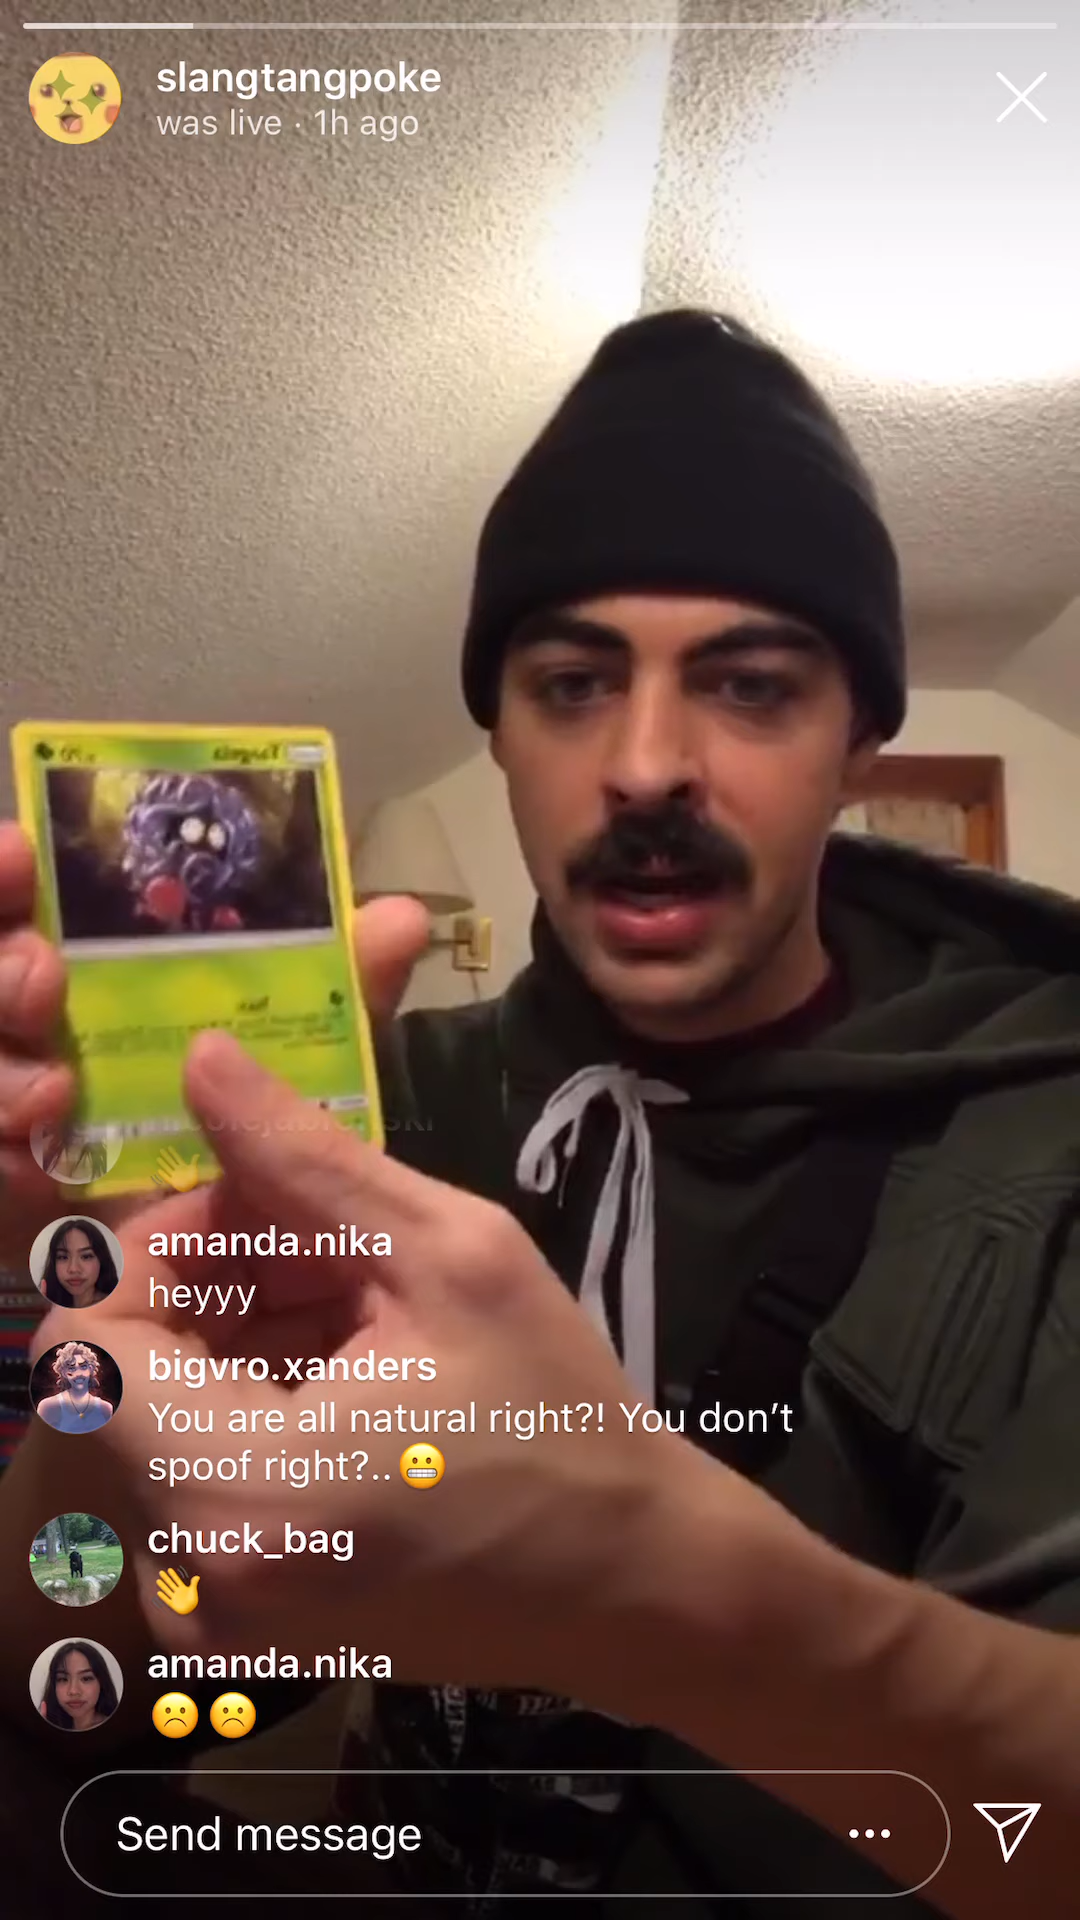 slangtangpoke
was live · 1h ago
amanda.nika
heyyy
bigvro.xanders
You are all natural right?! You don’t
spoof right?..😬
chuck_bag
👋
amanda.nika
☹️☹️
Send message